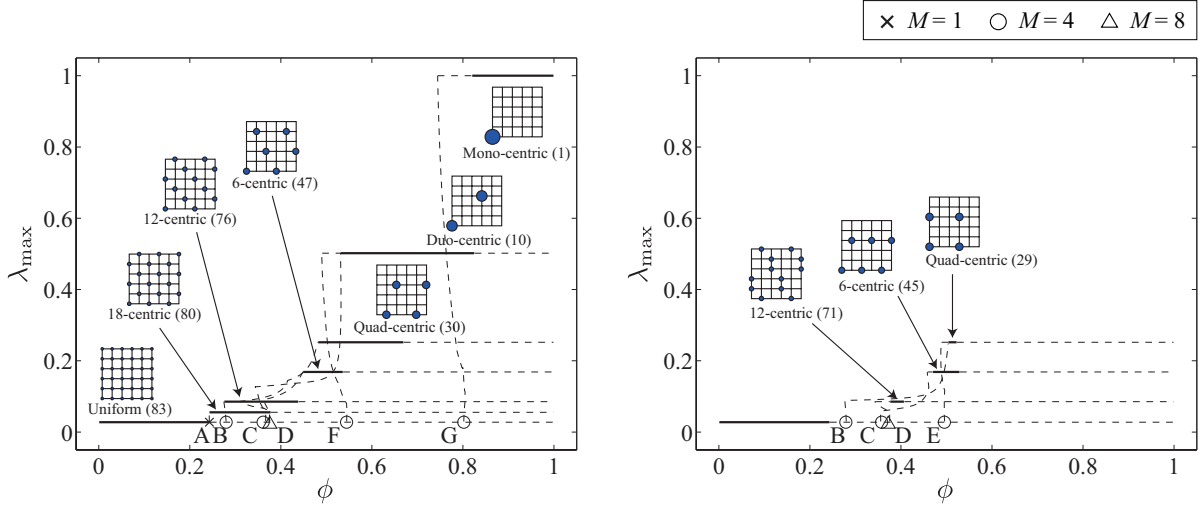 × M = 1 ○ M = 4 △ M = 8
1
0.8
0.6
0.4
0.2
0
λmax
0 0.2 0.4 0.6 0.8 1
ϕ
Mono-centric (1)
6-centric (47)
12-centric (76)
Duo-centric (10)
18-centric (80)
Quad-centric (30)
Uniform (83)
A B C D F G
1
0.8
0.6
0.4
0.2
0
λmax
0 0.2 0.4 0.6 0.8 1
ϕ
Quad-centric (29)
6-centric (45)
12-centric (71)
B C D E